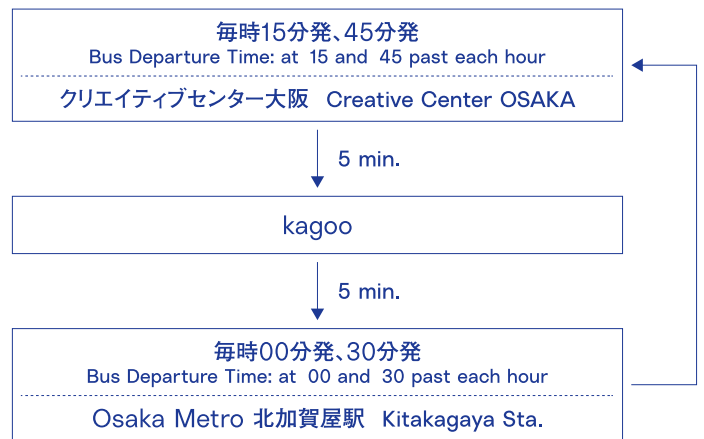 毎時15分発、45分発
Bus Departure Time: at 15 and 45 past each hour
クリエイティブセンター大阪 Creative Center OSAKA
5 min.
kagoo
5 min.
毎時00分発、30分発
Bus Departure Time: at 00 and 30 past each hour
Osaka Metro 北加賀屋駅 Kitakagaya Sta.